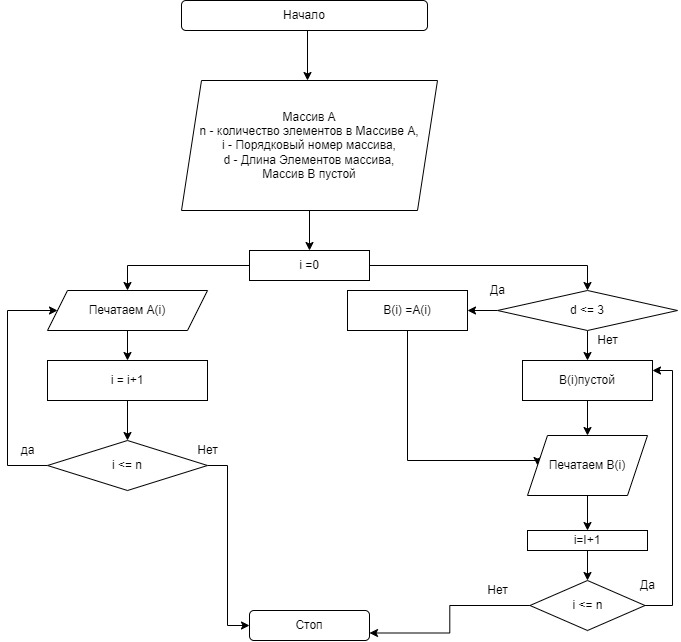 Начало
Массив А
n - количество элементов в Массиве А,
i - Порядковый номер массива,
d - Длина Элементов массива,
Массив В пустой
i =0
Печатаем A(i)
i = i+1
да
i <= n
Нет
Да
B(i) =A(i)
d <= 3
Нет
B(i)пустой
Печатаем B(i)
i=I+1
Нет
Да
i <= n
Стоп